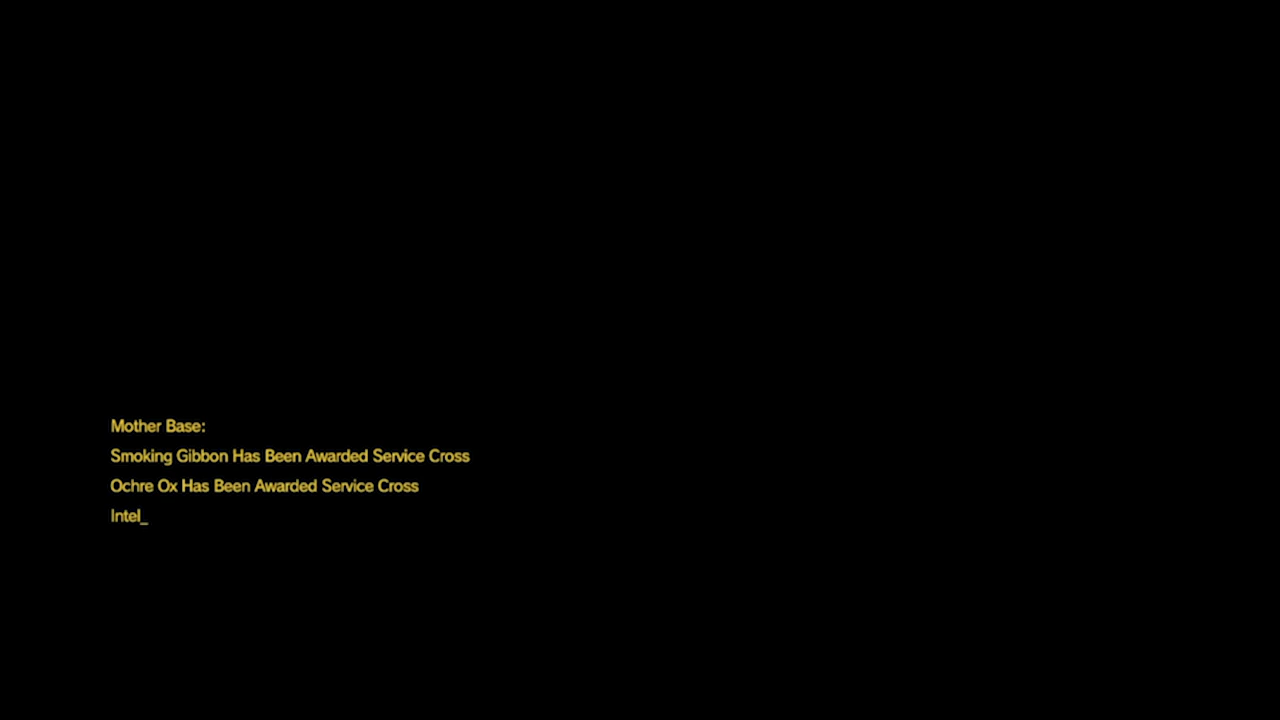 Mother Base:
Smoking Gibbon Has Been Awarded Service Cross
Ochre Ox Has Been Awarded Service Cross
Intel_